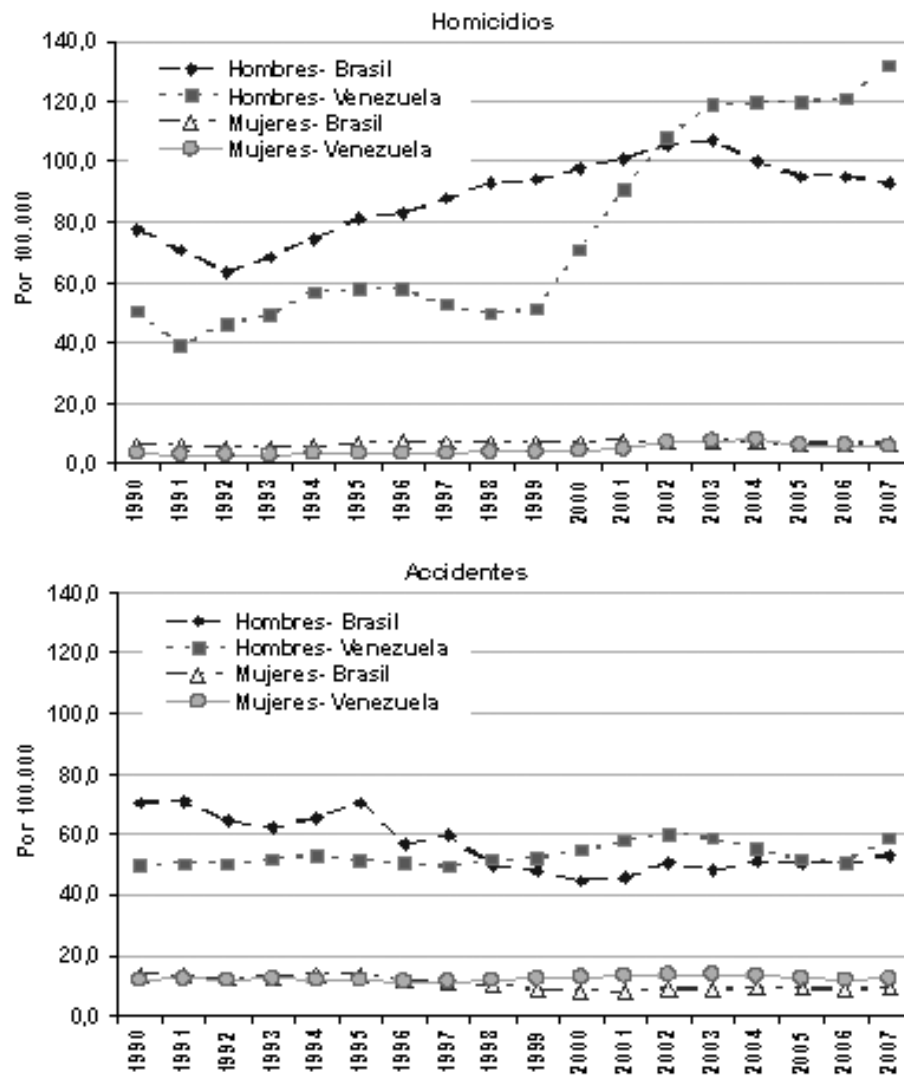 Homicidios
140,0
120,0
100,0
80,0
60,0
40,0
20,0
0,0
Por 100.000
Hombres- Brasil
Hombres- Venezuela
Mujeres- Brasil
Mujeres- Venezuela
1990 1991 1992 1993 1994 1995 1996 1997 1998 1999 2000 2001 2002 2003 2004 2005 2006 2007
Accidentes
140,0
120,0
100,0
80,0
60,0
40,0
20,0
0,0
Por 100.000
Hombres- Brasil
Hombres- Venezuela
Mujeres- Brasil
Mujeres- Venezuela
1990 1991 1992 1993 1994 1995 1996 1997 1998 1999 2000 2001 2002 2003 2004 2005 2006 2007